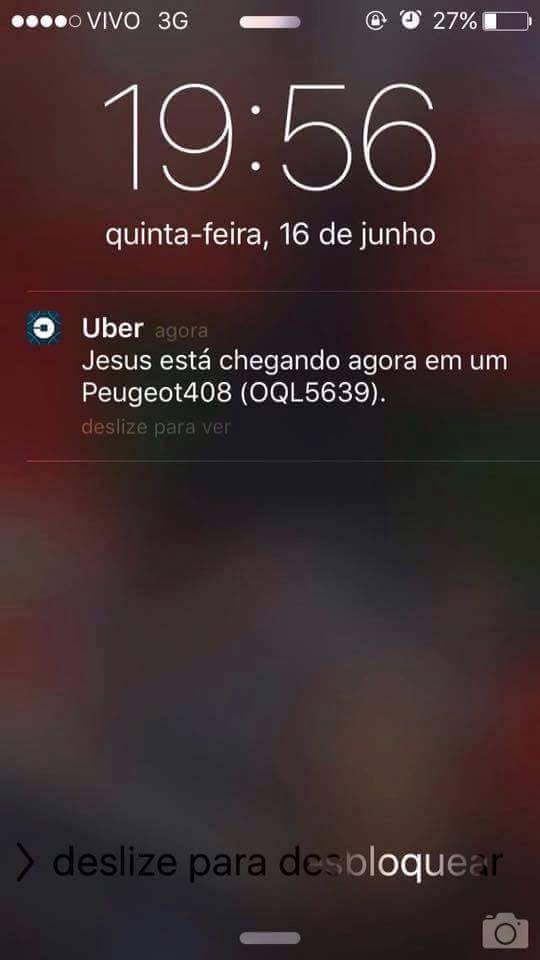 VIVO 3G 27%
19:56
quinta-feira, 16 de junho
Uber agora
Jesus está chegando agora em um
Peugeot408 (OQL5639).
deslize para ver
deslize para desbloquear